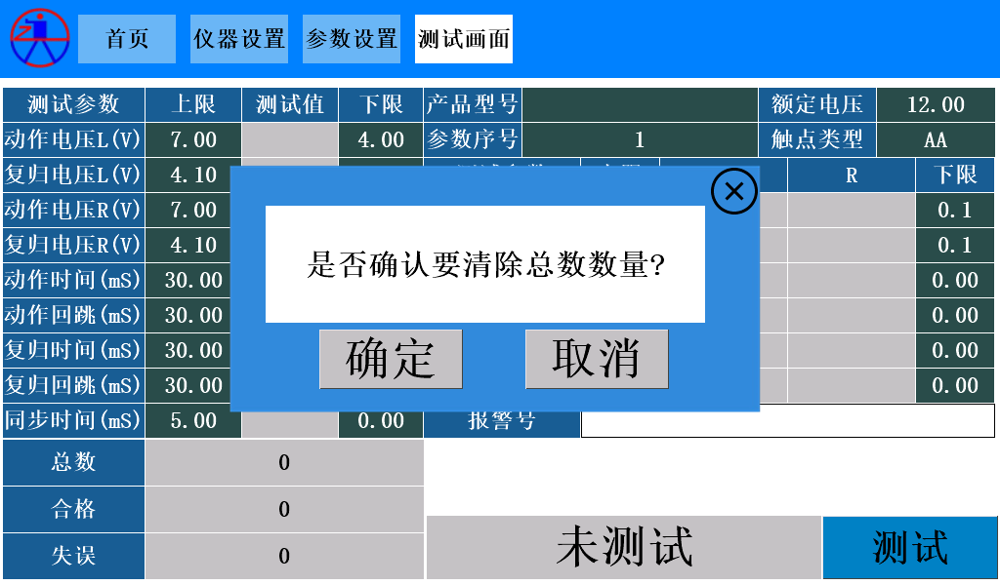 首页 仪器设置 参数设置 测试画面
测试参数 上限 测试值 下限 产品型号 额定电压 12.00
动作电压L(V) 7.00 4.00 参数序号 1 触点类型 AA
复归电压L(V) 4.10 R 下限
动作电压R(V) 7.00 0.1
复归电压R(V) 4.10 0.1
是否确认要清除总数数量?
动作时间(mS) 30.00 0.00
动作回跳(mS) 30.00 0.00
复归时间(mS) 30.00 确定 取消 0.00
复归回跳(mS) 30.00 0.00
同步时间(mS) 5.00 0.00 报警号
总数 0
合格 0
失误 0
未测试 测试